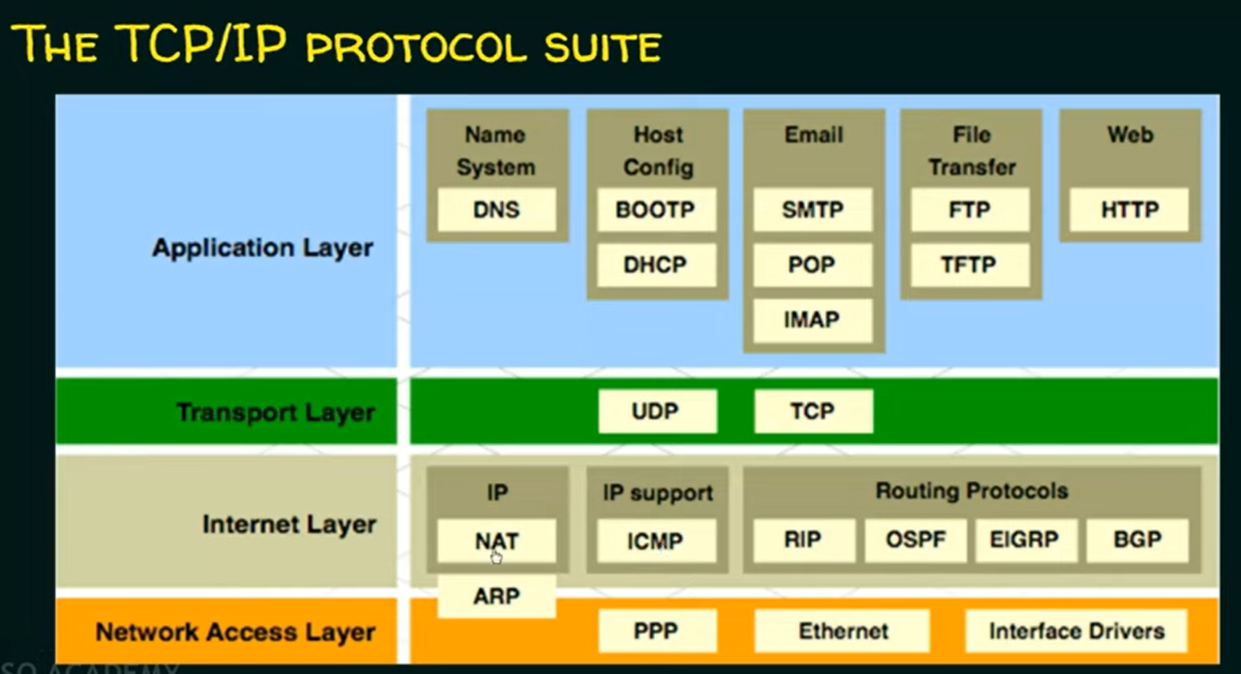 THE TCP/IP PROTOCOL SUITE
Application Layer
Name
System
DNS
Host
Config
BOOTP
DHCP
Email
SMTP
POP
IMAP
File
Transfer
FTP
TFTP
Web
HTTP
Transport Layer
UDP
TCP
Internet Layer
IP
NAT
IP support
ICMP
Routing Protocols
RIP
OSPF
EIGRP
BGP
ARP
Network Access Layer
PPP
Ethernet
Interface Drivers
SO ACADEMY